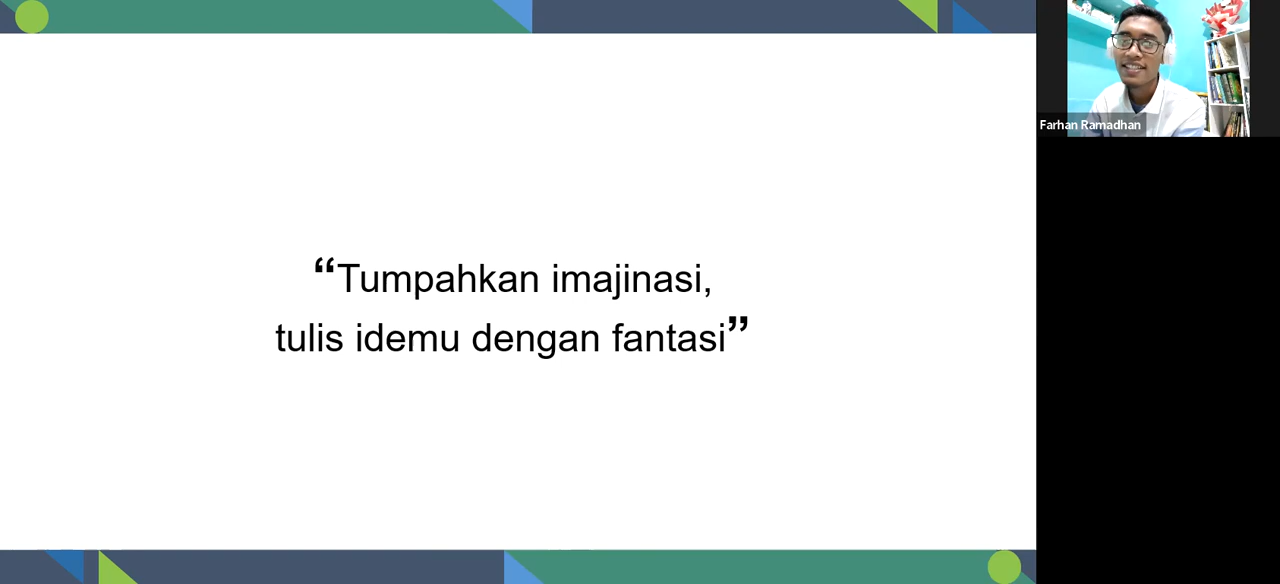 “Tumpahkan imajinasi,
tulis idemu dengan fantasi”
Farhan Ramadhan